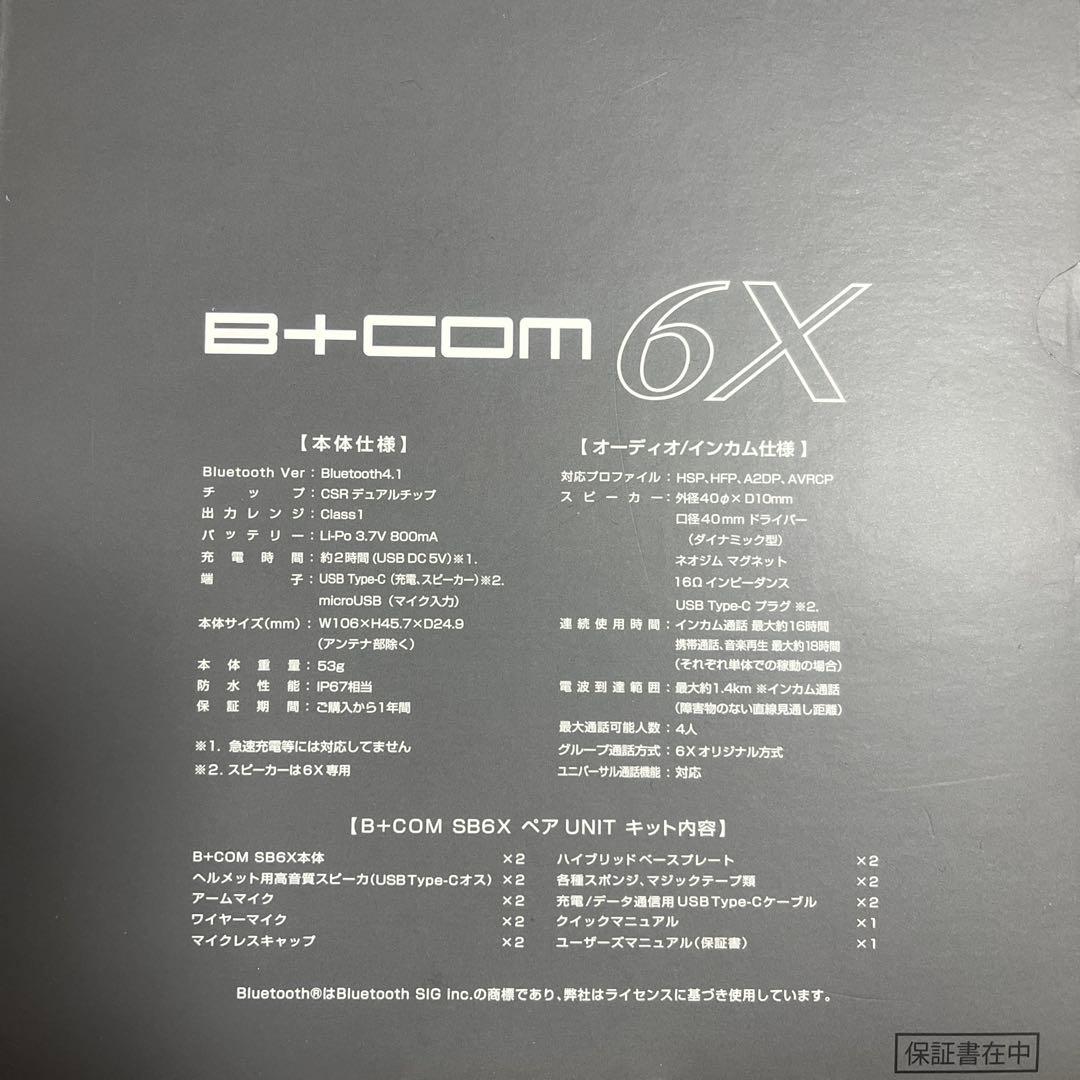 B+COM 6X
【本体仕様】
Bluetooth Ver：Bluetooth4.1
チップ：CSR デュアルチップ
出力レンジ：Class1
バッテリー：Li-Po 3.7V 800mA
充電時間：約2時間(USB DC 5V)※1.
端子：USB Type-C（充電、スピーカー）※2.
microUSB（マイク入力）
本体サイズ(mm)：W106×H45.7×D24.9
（アンテナ部除く）
本体重量：53g
防水性能：IP67相当
保証期間：ご購入から1年間
※1. 急速充電等には対応してません
※2. スピーカーは6X専用
【オーディオ/インカム仕様】
対応プロファイル：HSP、HFP、A2DP、AVRCP
スピーカー：外径40φ×D10mm
口径40mm ドライバー
（ダイナミック型）
ネオジム マグネット
16Ω インピーダンス
USB Type-C プラグ ※2.
連続使用時間：インカム通話 最大約16時間
携帯通話、音楽再生 最大約18時間
（それぞれ単体での稼動の場合）
電波到達範囲：最大約1.4km ※インカム通話
（障害物のない直線見通し距離）
最大通話可能人数：4人
グループ通話方式：6Xオリジナル方式
ユニバーサル通話機能：対応
【B+COM SB6X ペアUNIT キット内容】
B+COM SB6X本体 ×2
ヘルメット用高音質スピーカ(USB Type-Cオス) ×2
アームマイク ×2
ワイヤーマイク ×2
マイクレスキャップ ×2
ハイブリッドベースプレート ×2
各種スポンジ、マジックテープ類 ×2
充電/データ通信用USB Type-Cケーブル ×2
クイックマニュアル ×1
ユーザーズマニュアル（保証書） ×1
Bluetooth®はBluetooth SIG inc.の商標であり、弊社はライセンスに基づき使用しています。
保証書在中